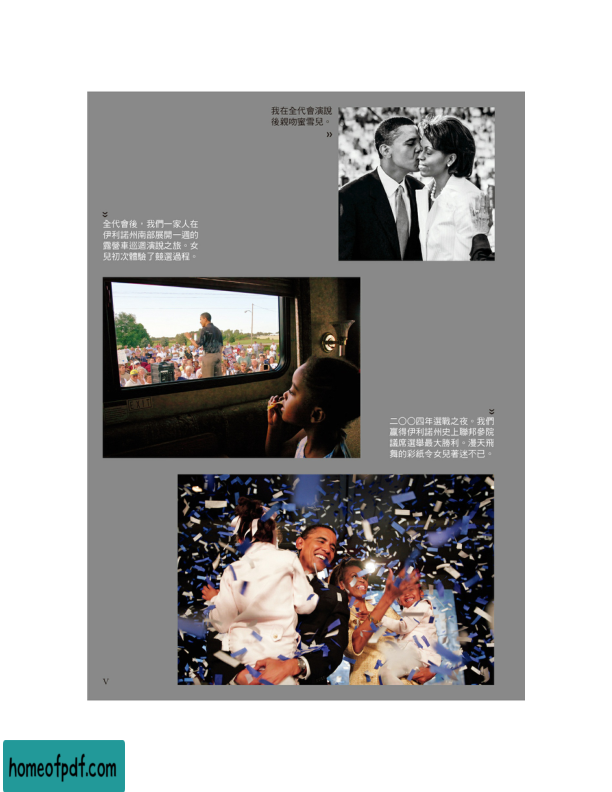 我在全代會演說
後親吻蜜雪兒。
»
»
全代會後，我們一家人在
伊利諾州南部展開一週的
露營車巡迴演說之旅。女
兒初次體驗了競選過程。
»
二〇〇四年選戰之夜。我們
贏得伊利諾州史上聯邦參院
議席選舉最大勝利。漫天飛
舞的彩紙令女兒著迷不已。
V
homeofpdf.com